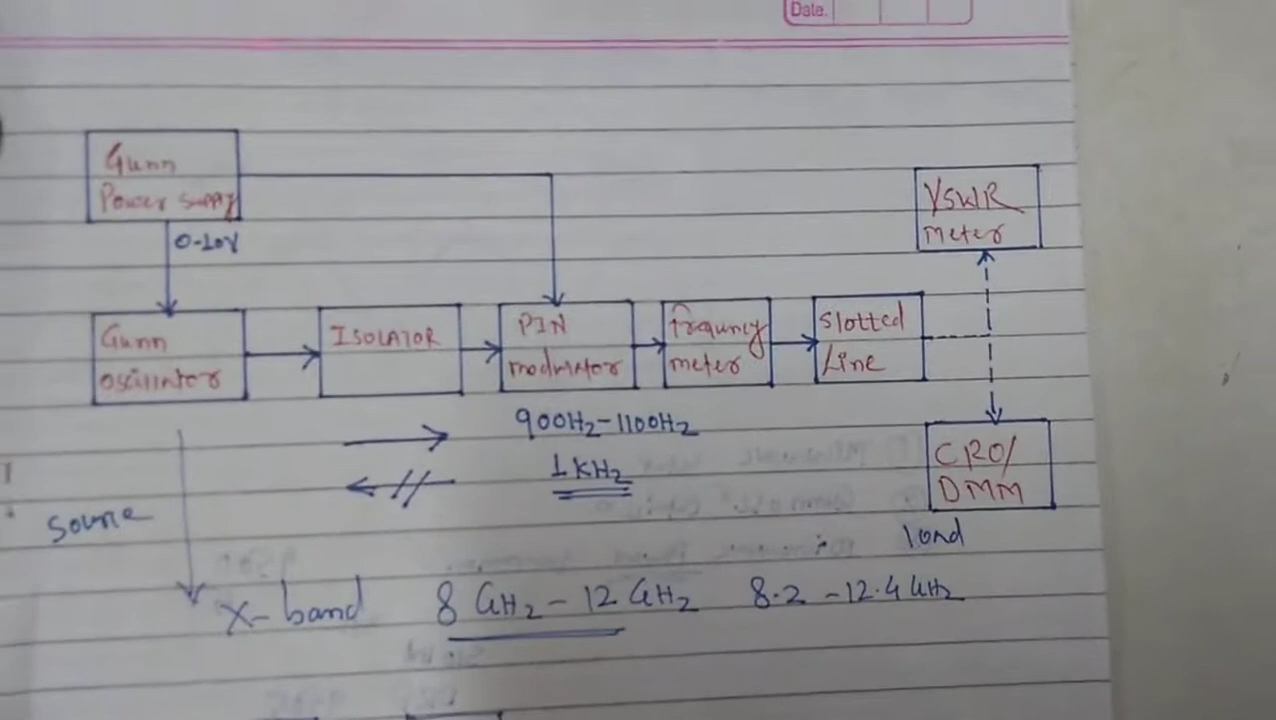 Date.
Gunn
Power supply
0-10V
VSWR
meter
Gunn
oscillator
ISOLATOR
PIN
modulator
frequncy
meter
Slotted
Line
900Hz-1100Hz
1KHz
CRO/
DMM
load
Source
X-band 8 GHz - 12 GHz 8.2 - 12.4 GHz